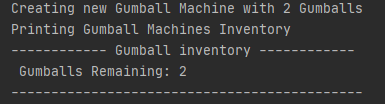 Creating new Gumball Machine with 2 Gumballs
Printing Gumball Machines Inventory
------------ Gumball inventory ------------
 Gumballs Remaining: 2
--------------------------------------------